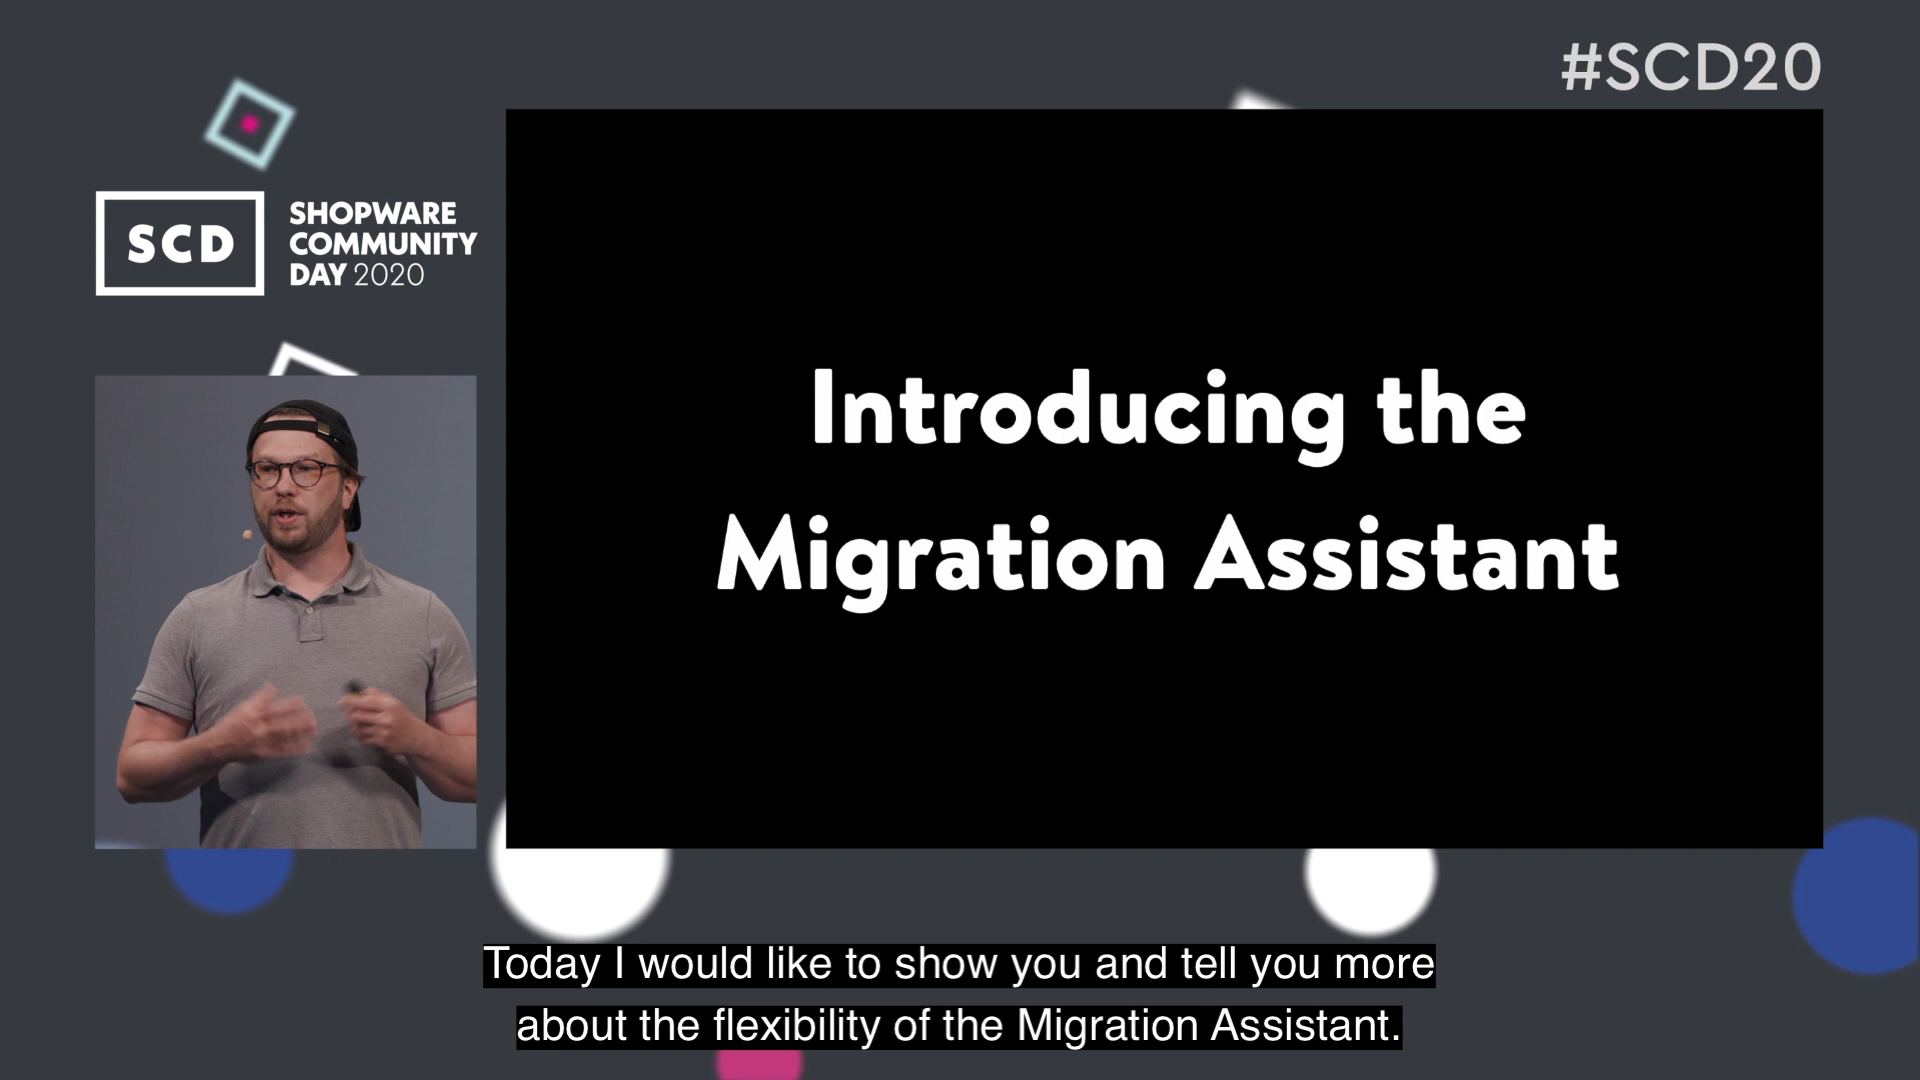 #SCD20
SCD
SHOPWARE
COMMUNITY
DAY 2020
Introducing the
Migration Assistant
Today I would like to show you and tell you more
about the flexibility of the Migration Assistant.